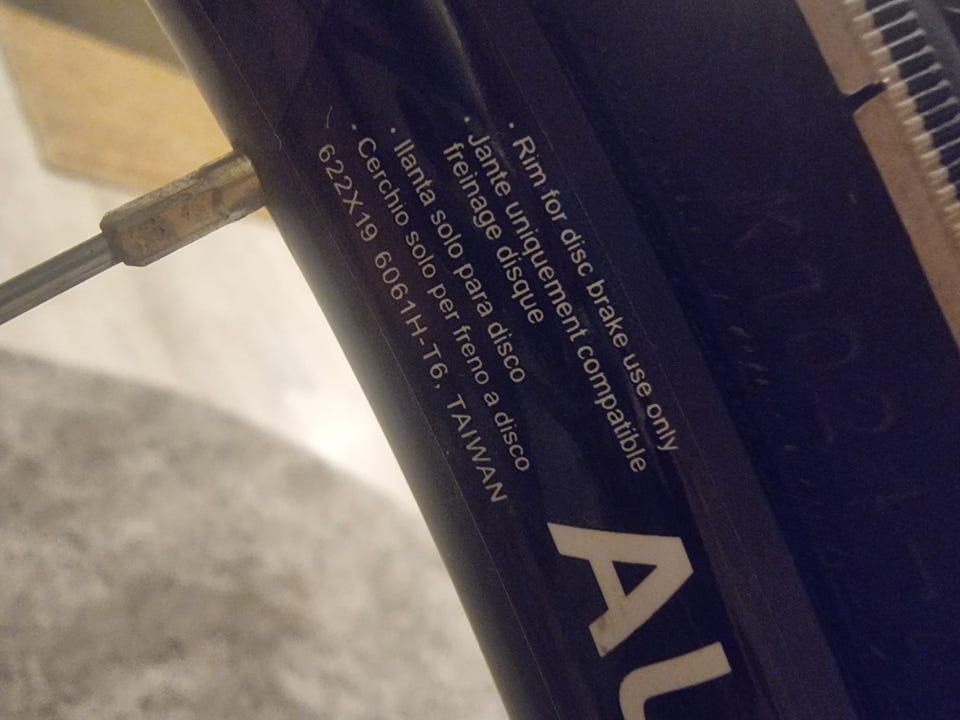 · Rim for disc brake use only
· Jante uniquement compatible
freinage disque
· llanta solo para disco
· Cerchio solo per freno a disco
622X19 6061H-T6, TAIWAN